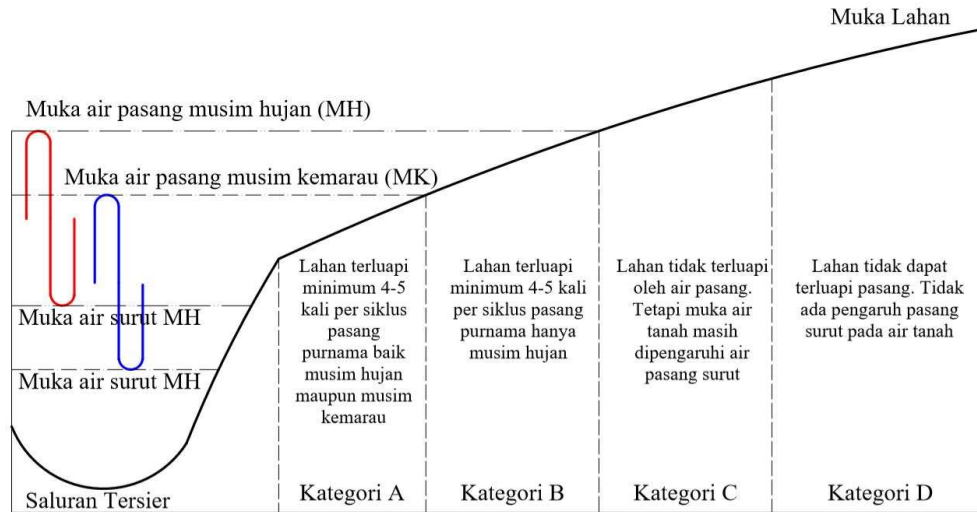 Muka Lahan
Muka air pasang musim hujan (MH)
Muka air pasang musim kemarau (MK)
Muka air surut MH
Muka air surut MH
Saluran Tersier
Lahan terluapi
minimum 4-5
kali per siklus
pasang
purnama baik
musim hujan
maupun musim
kemarau
Kategori A
Lahan terluapi
minimum 4-5 kali
per siklus pasang
purnama hanya
musim hujan
Kategori B
Lahan tidak terluapi
oleh air pasang.
Tetapi muka air
tanah masih
dipengaruhi air
pasang surut
Kategori C
Lahan tidak dapat
terluapi pasang. Tidak
ada pengaruh pasang
surut pada air tanah
Kategori D